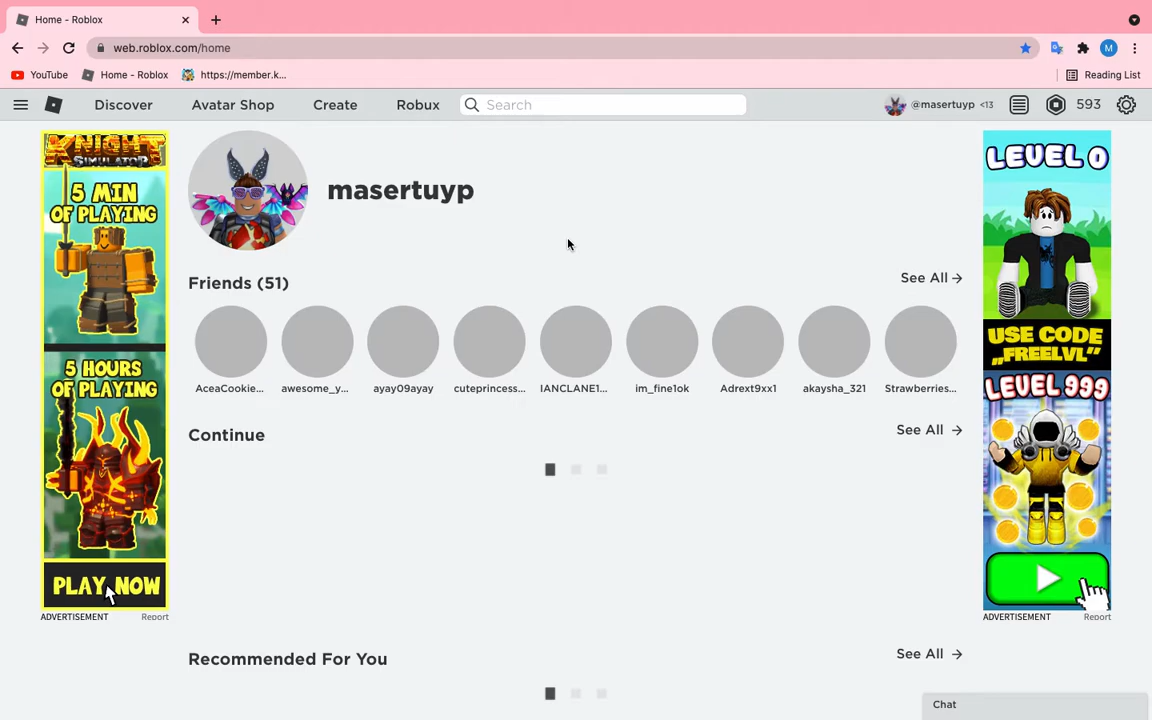 Home - Roblox
web.roblox.com/home
M
YouTube
Home - Roblox
https://member.k...
Reading List
Discover
Avatar Shop
Create
Robux
Search
@masertuyp <13
593
KNIGHT
SIMULATOR
5 MIN
OF PLAYING
5 HOURS
OF PLAYING
PLAY NOW
ADVERTISEMENT
Report
masertuyp
Friends (51)
See All
AceaCookie...
awesome_y...
ayay09ayay
cuteprincess...
IANCLANE1...
im_fine1ok
Adrext9xx1
akaysha_321
Strawberries...
Continue
See All
Recommended For You
See All
LEVEL 0
USE CODE
„FREELVL”
LEVEL 999
ADVERTISEMENT
Report
Chat